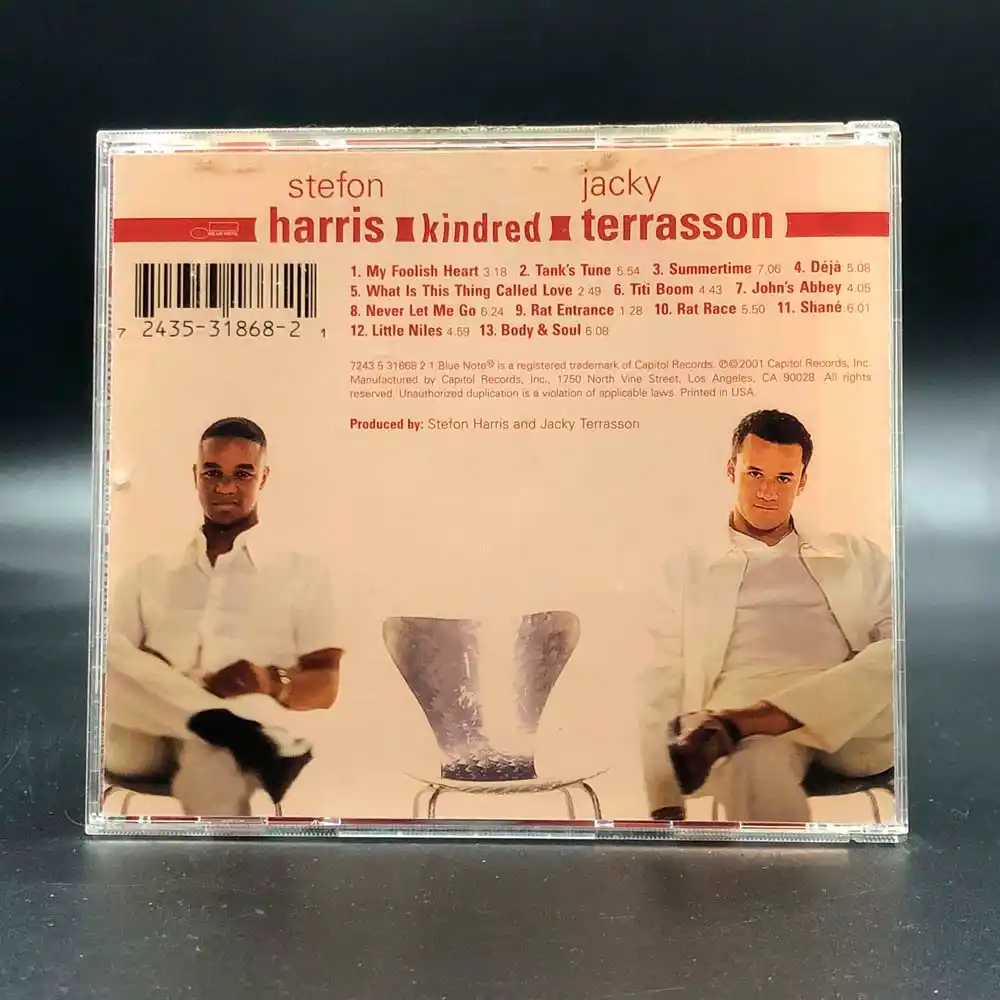 stefon jacky
BLUE NOTE harris kindred terrasson
1. My Foolish Heart 3.18 2. Tank's Tune 5.54 3. Summertime 7.06 4. Déjà 5.08
5. What Is This Thing Called Love 2.49 6. Titi Boom 4.43 7. John's Abbey 4.05
8. Never Let Me Go 6.24 9. Rat Entrance 1.28 10. Rat Race 5.50 11. Shané 6.01
12. Little Niles 4.59 13. Body & Soul 6.08
7 2435-31868-2 1
7243 5 31868 2 1 Blue Note® is a registered trademark of Capitol Records. ℗©2001 Capitol Records, Inc.
Manufactured by Capitol Records, Inc., 1750 North Vine Street, Los Angeles, CA 90028. All rights
reserved. Unauthorized duplication is a violation of applicable laws. Printed in USA.
Produced by: Stefon Harris and Jacky Terrasson